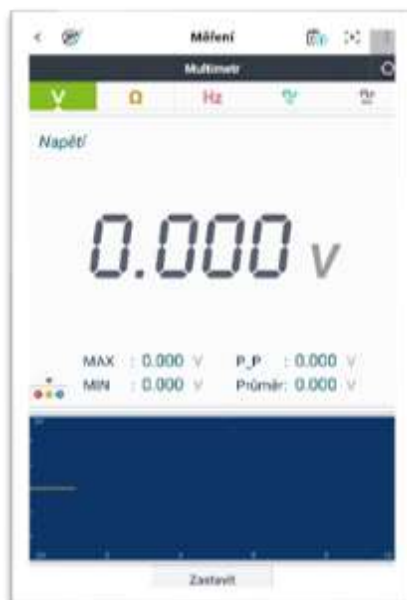 Měření
Multimetr
V Ω Hz
Napětí
0.000 V
MAX : 0.000 V P_P : 0.000 V
MIN : 0.000 V Průměr: 0.000 V
Zastavit